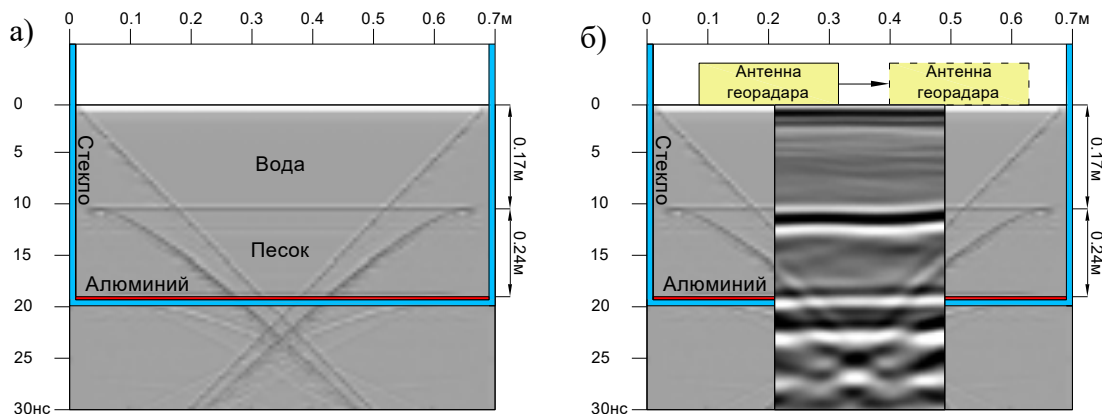 0 0.1 0.2 0.3 0.4 0.5 0.6 0.7м
а)
0
5
10
15
20
25
30нс
Стекло
Вода
Песок
Алюминий
0.17м
0.24м
0 0.1 0.2 0.3 0.4 0.5 0.6 0.7м
б)
Антенна
георадара
Антенна
георадара
0
5
10
15
20
25
30нс
Стекло
Алюминий
0.17м
0.24м